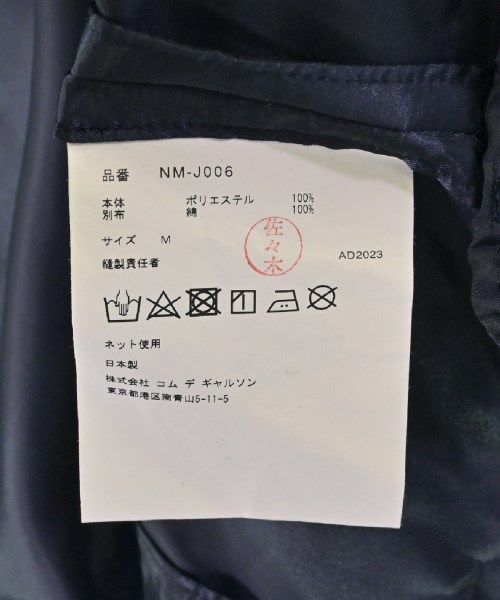 品番 NM-J006
本体 ポリエステル 100%
別布 綿 100%
サイズ M
縫製責任者 佐々木 AD2023
ネット使用
日本製
株式会社 コム デ ギャルソン
東京都港区南青山5-11-5